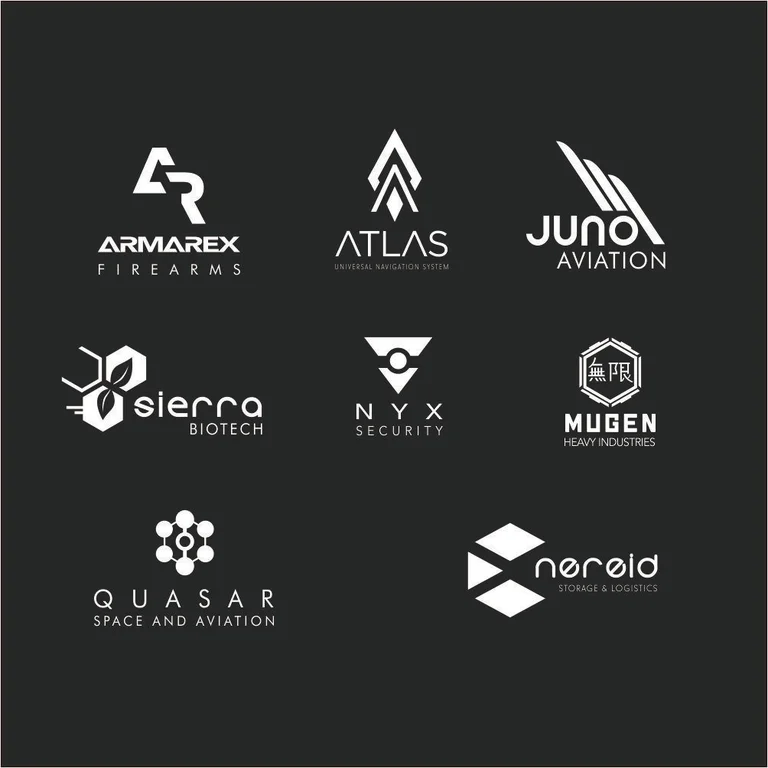 AR
ARMAREX
FIREARMS
ATLAS
UNIVERSAL NAVIGATION SYSTEM
JUNO
AVIATION
sierra
BIOTECH
NYX
SECURITY
無限
MUGEN
HEAVY INDUSTRIES
QUASAR
SPACE AND AVIATION
nereid
STORAGE & LOGISTICS